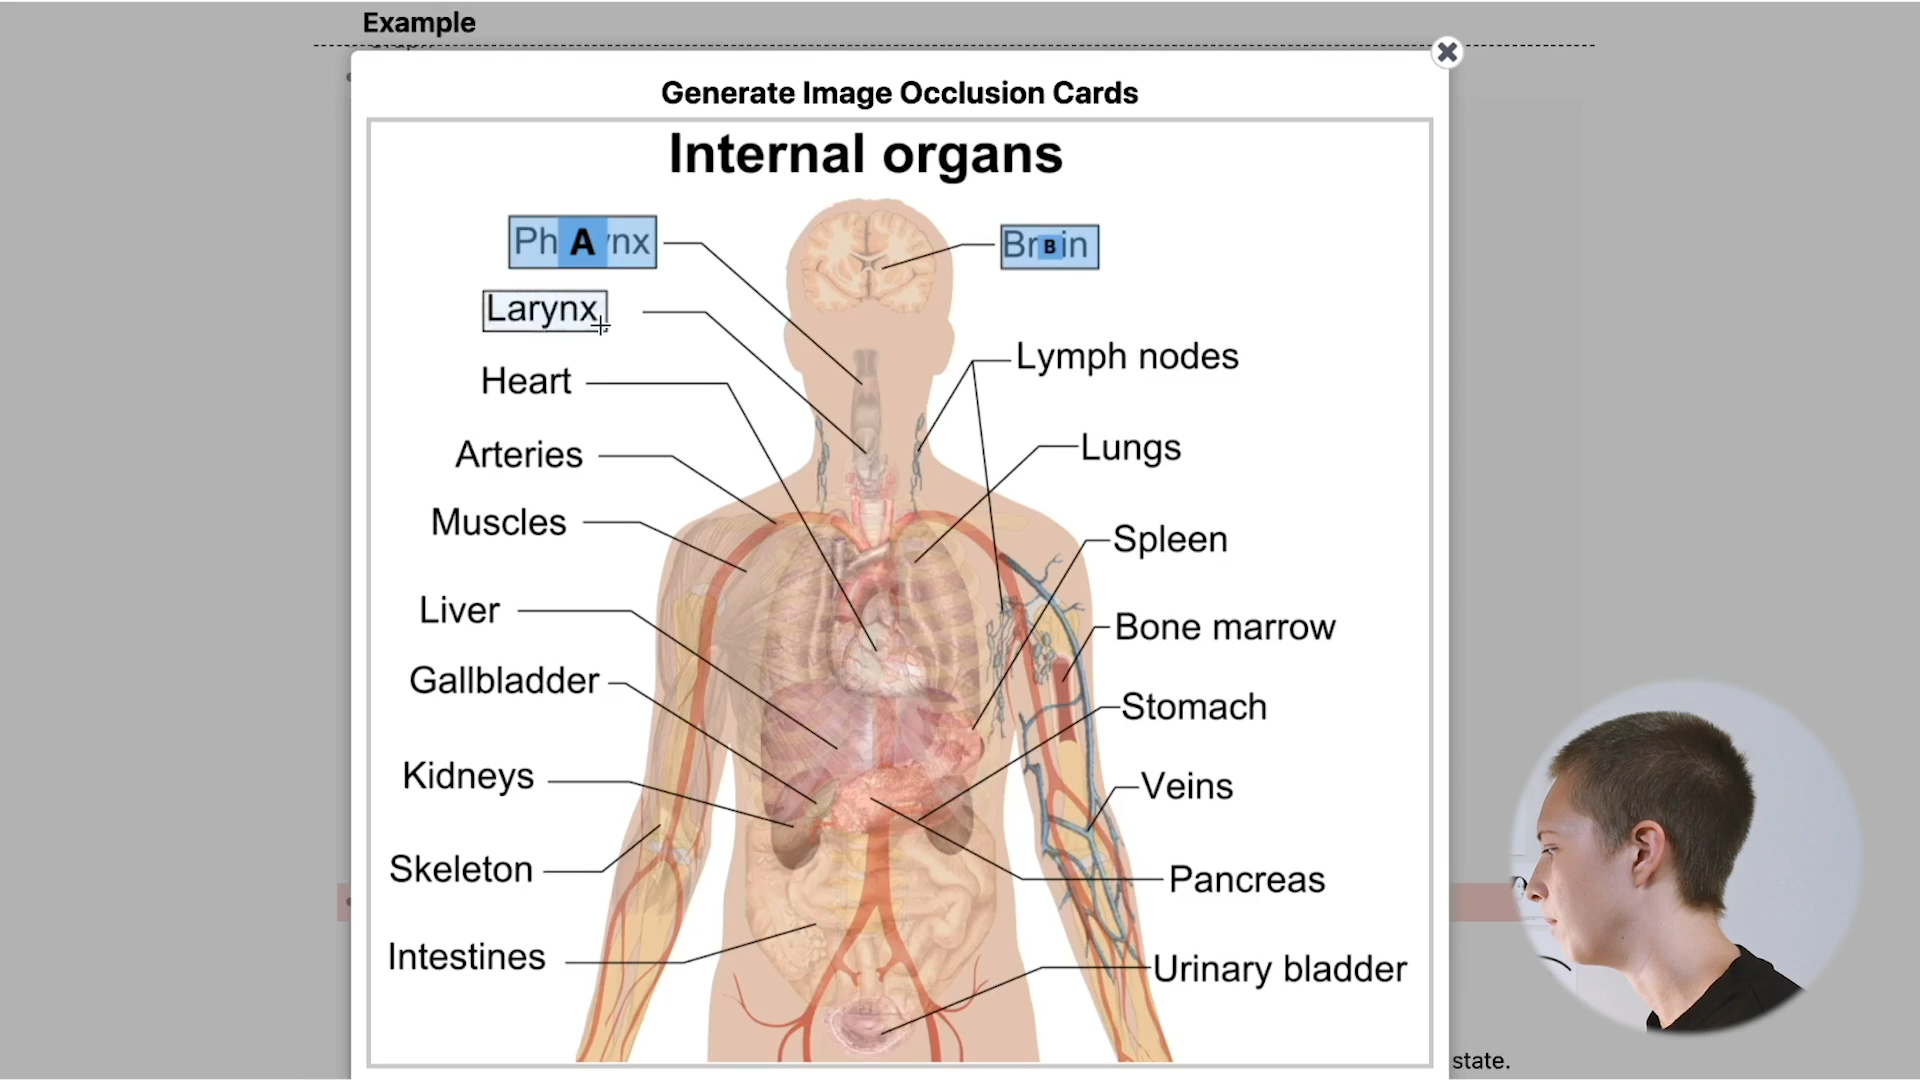 Example
Generate Image Occlusion Cards
Internal organs
Ph A ynx
Br B in
Larynx
Heart
Lymph nodes
Arteries
Lungs
Muscles
Spleen
Liver
Bone marrow
Gallbladder
Stomach
Kidneys
Veins
Skeleton
Pancreas
Intestines
Urinary bladder
state.